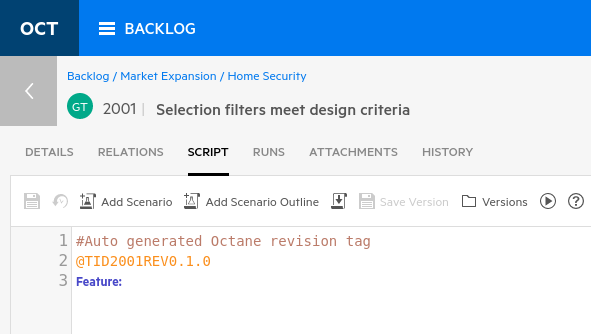 OCT BACKLOG
Backlog / Market Expansion / Home Security
GT 2001 | Selection filters meet design criteria
DETAILS RELATIONS SCRIPT RUNS ATTACHMENTS HISTORY
Add Scenario Add Scenario Outline Save Version Versions ?
1 #Auto generated Octane revision tag
2 @TID2001REV0.1.0
3 Feature: